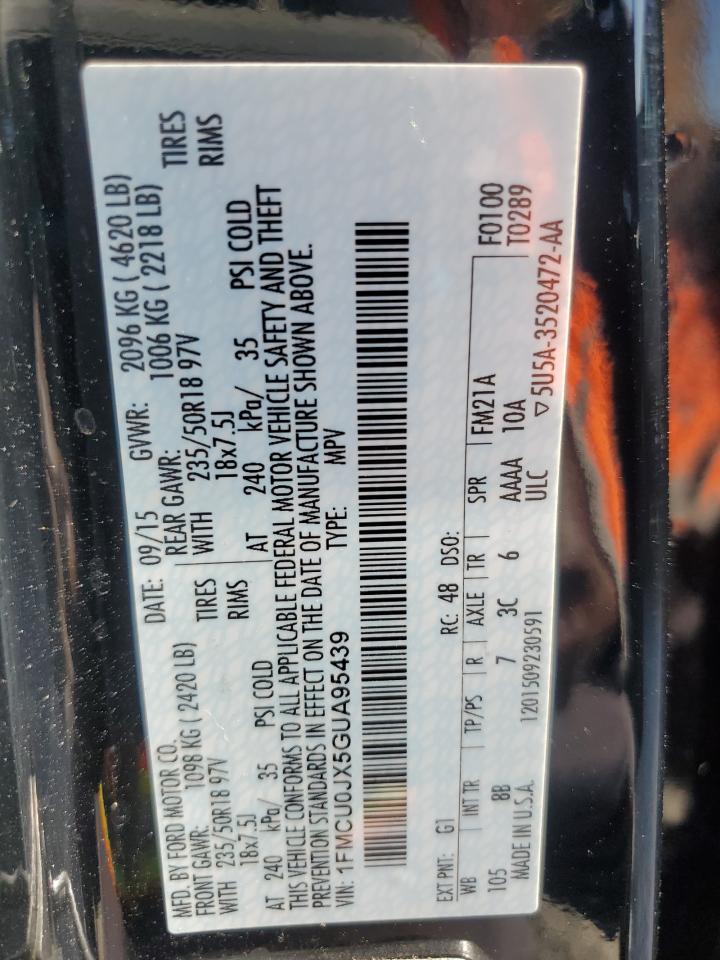 MFD. BY FORD MOTOR CO. DATE: 09/15 GVWR: 2096 KG ( 4620 LB)
FRONT GAWR: 1098 KG ( 2420 LB) REAR GAWR: 1006 KG ( 2218 LB)
WITH 235/50R18 97V TIRES WITH 235/50R18 97V TIRES
18x7.5J RIMS 18x7.5J RIMS
AT 240 kPa/ 35 PSI COLD AT 240 kPa/ 35 PSI COLD
THIS VEHICLE CONFORMS TO ALL APPLICABLE FEDERAL MOTOR VEHICLE SAFETY AND THEFT
PREVENTION STANDARDS IN EFFECT ON THE DATE OF MANUFACTURE SHOWN ABOVE.
VIN: 1FMCU0JX5GUA95439 TYPE: MPV
EXT PNT: G1 RC: 48 DSO:
WB INT TR TP/PS R AXLE TR SPR FM21A F0100
105 8B 7 3C 6 AAAA 10A T0289
MADE IN U.S.A. 1201509230591 ULC ▽5U5A-3520472-AA